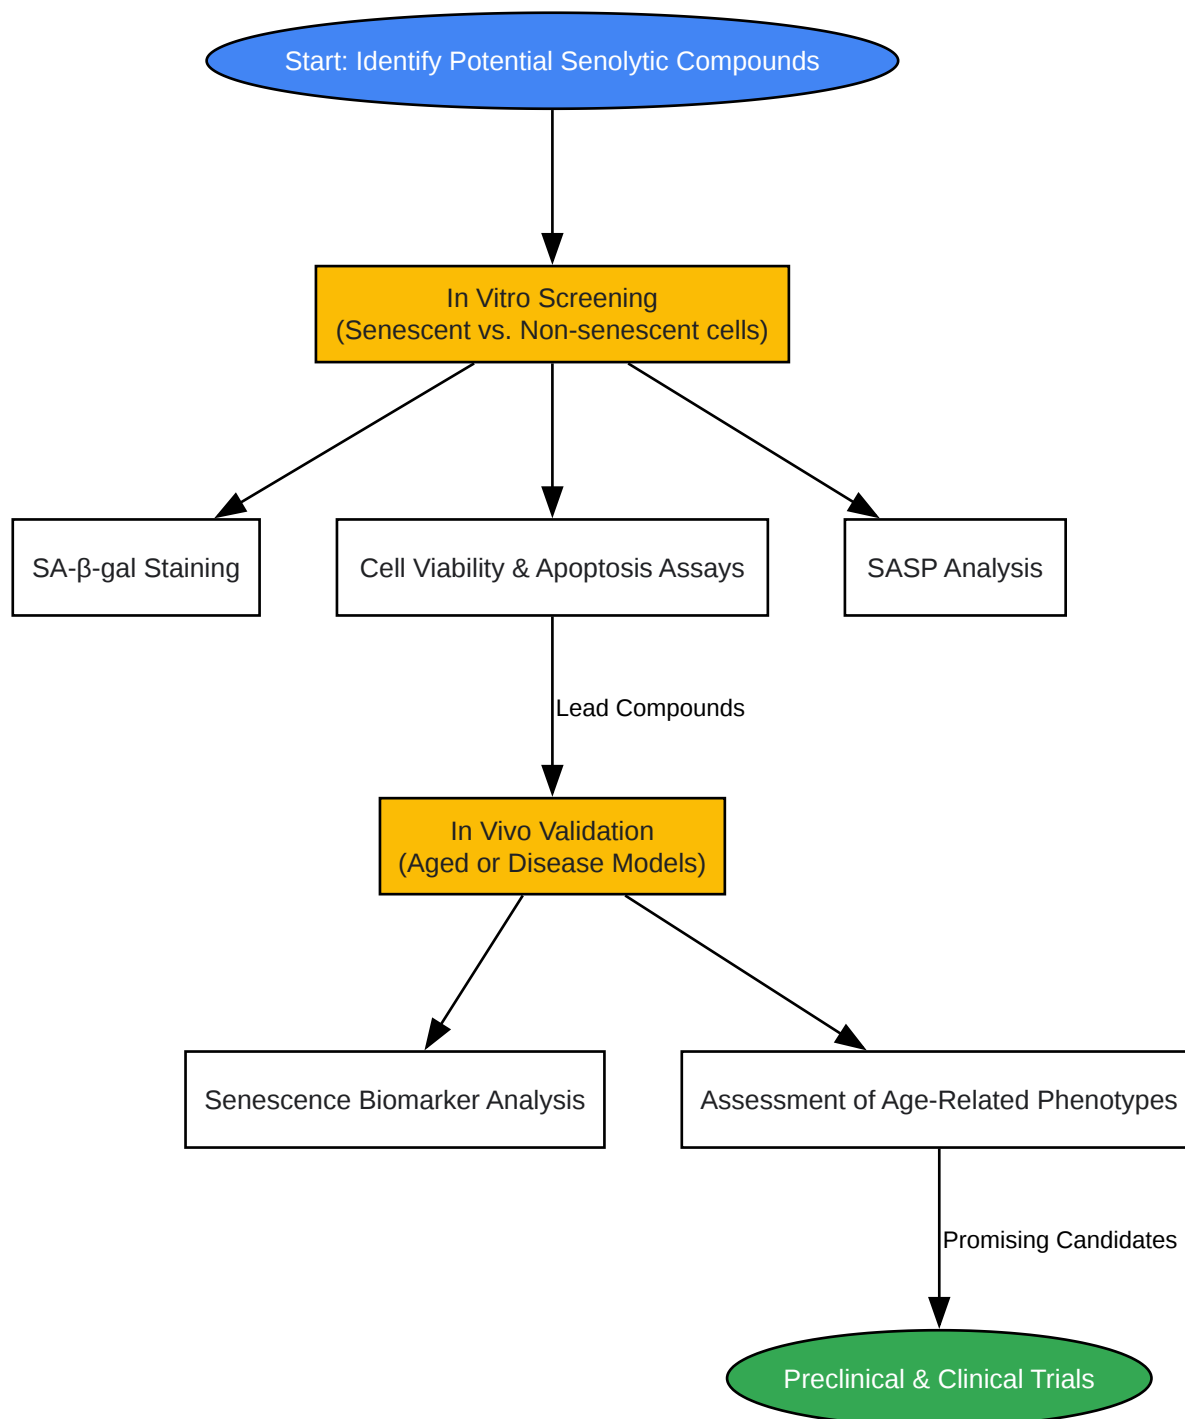 Start: Identify Potential Senolytic Compounds
In Vitro Screening
(Senescent vs. Non-senescent cells)
SA-β-gal Staining
Cell Viability & Apoptosis Assays
SASP Analysis
Lead Compounds
In Vivo Validation
(Aged or Disease Models)
Senescence Biomarker Analysis
Assessment of Age-Related Phenotypes
Promising Candidates
Preclinical & Clinical Trials